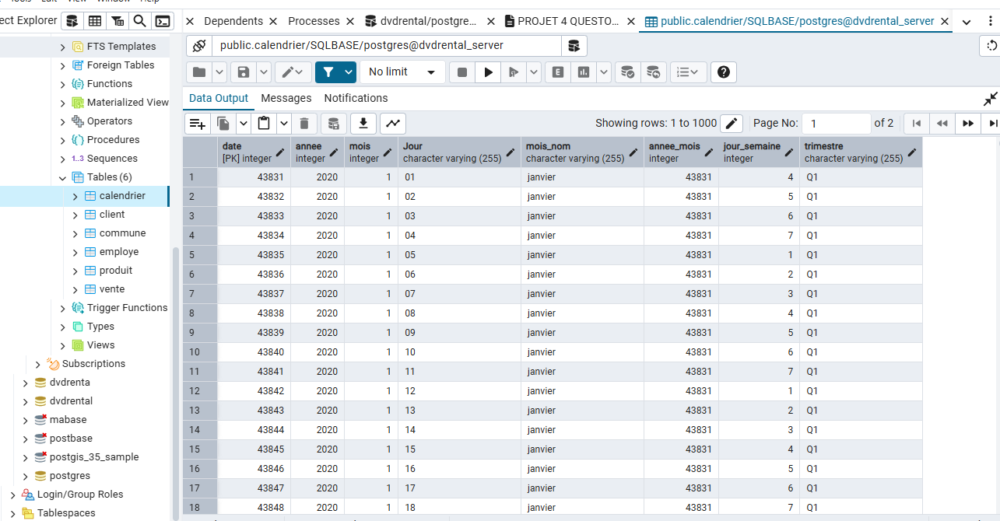 ect Explorer
Dependents
Processes
dvdrental/postgre...
PROJET 4 QUESTO...
public.calendrier/SQLBASE/postgres@dvdrental_server
public.calendrier/SQLBASE/postgres@dvdrental_server
No limit
E
Data Output Messages Notifications
Showing rows: 1 to 1000 Page No: 1 of 2
FTS Templates
Foreign Tables
Functions
Materialized View
Operators
Procedures
1..3 Sequences
Tables (6)
calendrier
client
commune
employe
produit
vente
Trigger Functions
Types
Views
Subscriptions
dvdrenta
dvdrental
mabase
postbase
postgis_35_sample
postgres
Login/Group Roles
Tablespaces
date annee mois Jour mois_nom annee_mois jour_semaine trimestre
[PK] integer integer integer character varying (255) character varying (255) integer integer character varying (255)
1 43831 2020 1 01 janvier 43831 4 Q1
2 43832 2020 1 02 janvier 43831 5 Q1
3 43833 2020 1 03 janvier 43831 6 Q1
4 43834 2020 1 04 janvier 43831 7 Q1
5 43835 2020 1 05 janvier 43831 1 Q1
6 43836 2020 1 06 janvier 43831 2 Q1
7 43837 2020 1 07 janvier 43831 3 Q1
8 43838 2020 1 08 janvier 43831 4 Q1
9 43839 2020 1 09 janvier 43831 5 Q1
10 43840 2020 1 10 janvier 43831 6 Q1
11 43841 2020 1 11 janvier 43831 7 Q1
12 43842 2020 1 12 janvier 43831 1 Q1
13 43843 2020 1 13 janvier 43831 2 Q1
14 43844 2020 1 14 janvier 43831 3 Q1
15 43845 2020 1 15 janvier 43831 4 Q1
16 43846 2020 1 16 janvier 43831 5 Q1
17 43847 2020 1 17 janvier 43831 6 Q1
18 43848 2020 1 18 janvier 43831 7 Q1